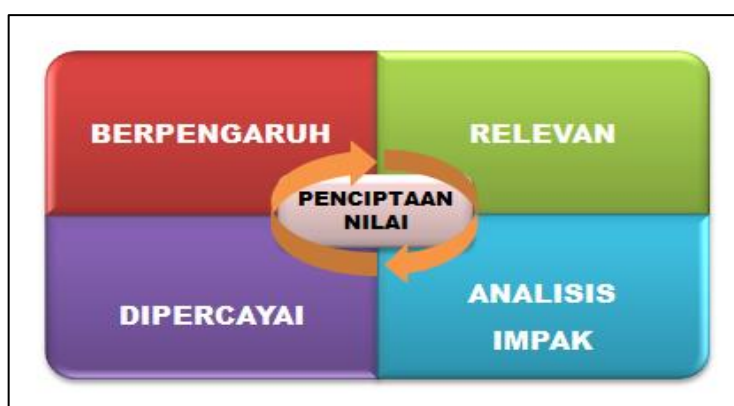 BERPENGARUH
RELEVAN
PENCIPTAAN
NILAI
DIPERCAYAI
ANALISIS
IMPAK